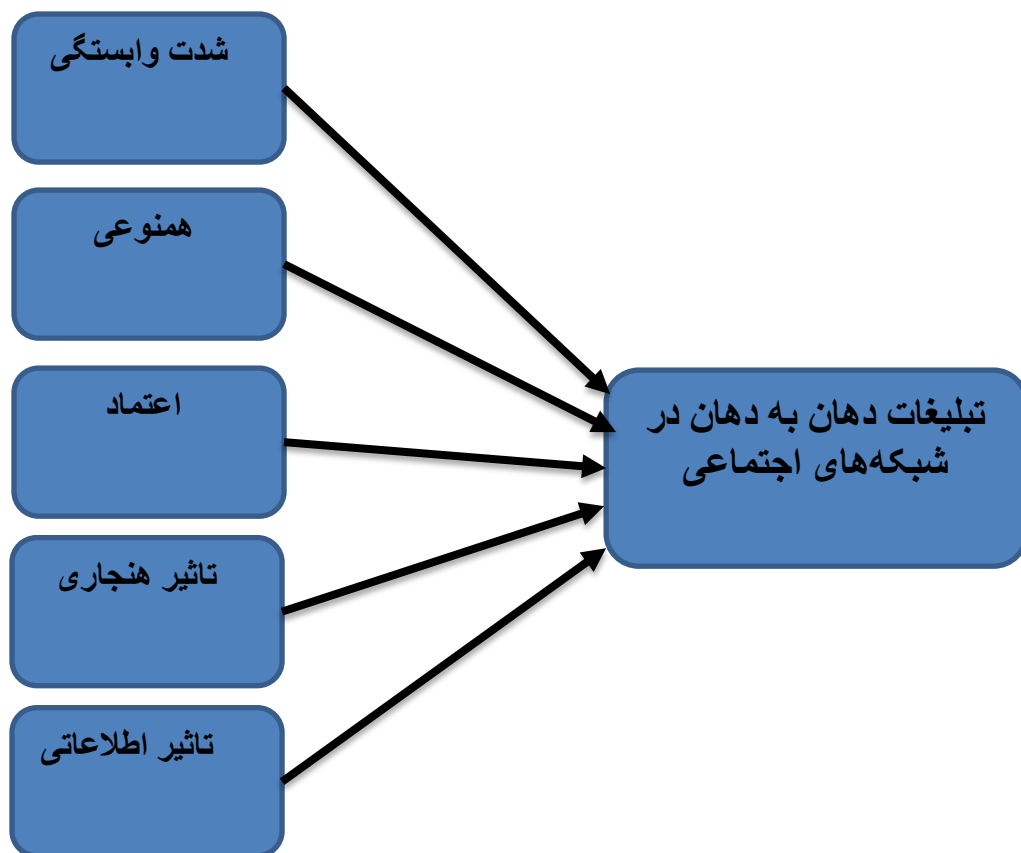 شدت وابستگی
همنوعی
اعتماد
تاثیر هنجاری
تاثیر اطلاعاتی
تبلیغات دهان به دهان در
شبکه‌های اجتماعی